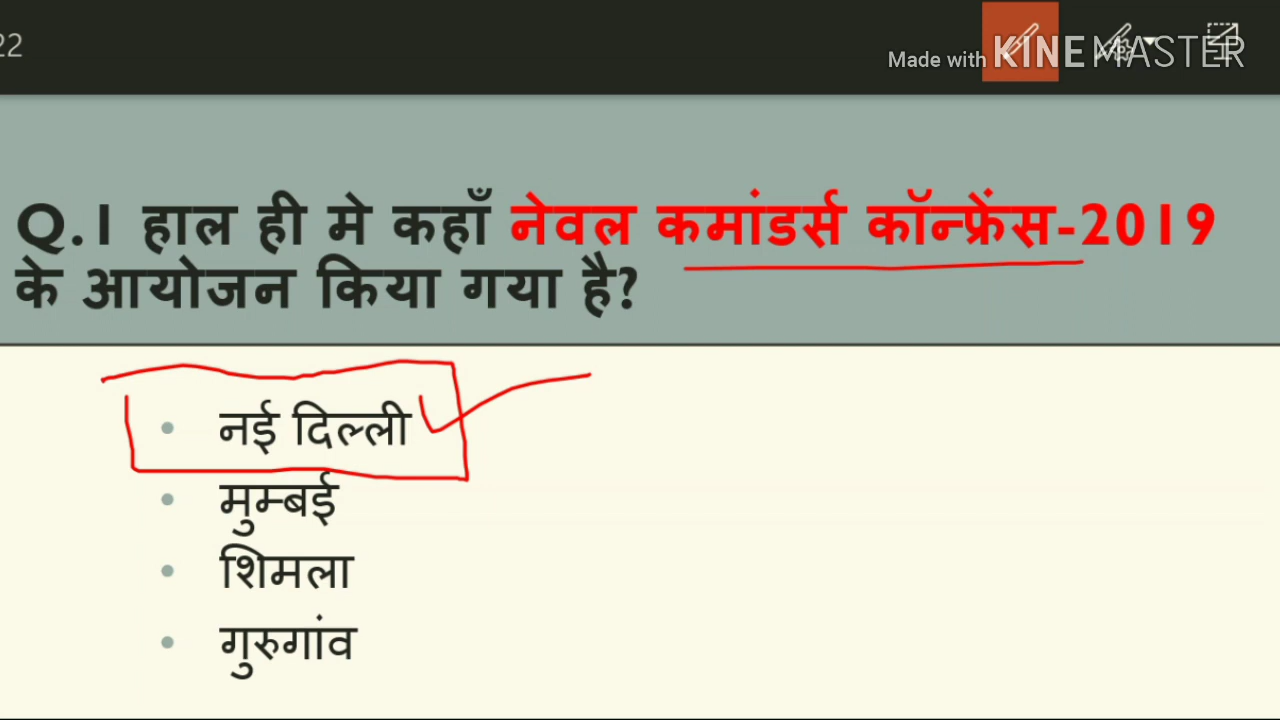 22
Made with KINEMASTER
Q.1 हाल ही मे कहाँ नेवल कमांडर्स कॉन्फ्रेंस-2019
के आयोजन किया गया है?
• नई दिल्ली
• मुम्बई
• शिमला
• गुरुगांव